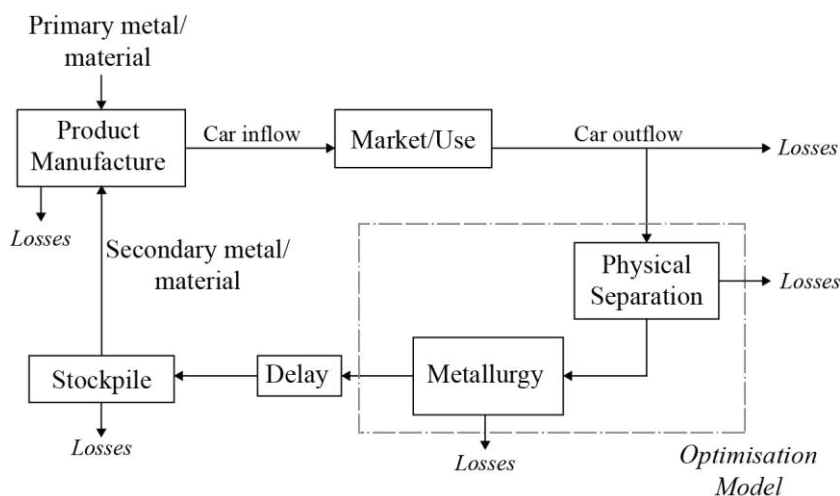 Primary metal/
material
Product
Manufacture
Car inflow
Market/Use
Car outflow
Losses
Losses
Secondary metal/
material
Physical
Separation
Losses
Stockpile
Delay
Metallurgy
Losses
Losses
Optimisation
Model